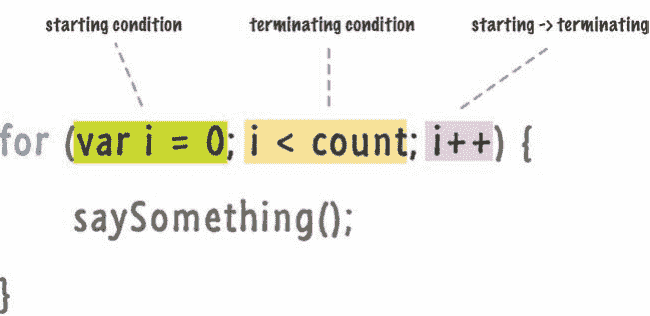 starting condition terminating condition starting -> terminating
for (var i = 0; i < count; i++) {
saySomething();
}